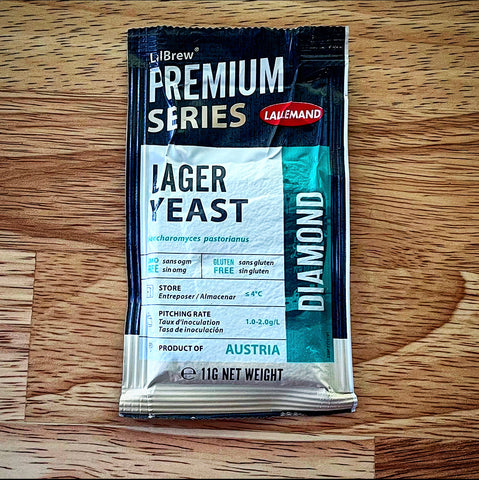 LalBrew®
PREMIUM
SERIES
LALLEMAND
LAGER
YEAST
DIAMOND
saccharomyces pastorianus
GMO FREE
sans ogm
sin omg
GLUTEN FREE
sans gluten
sin gluten
STORE
Entreposer / Almacenar
≤ 4°C
PITCHING RATE
Taux d'inoculation
Tasa de inoculación
1.0-2.0g/L
PRODUCT OF AUSTRIA
℮ 11G NET WEIGHT